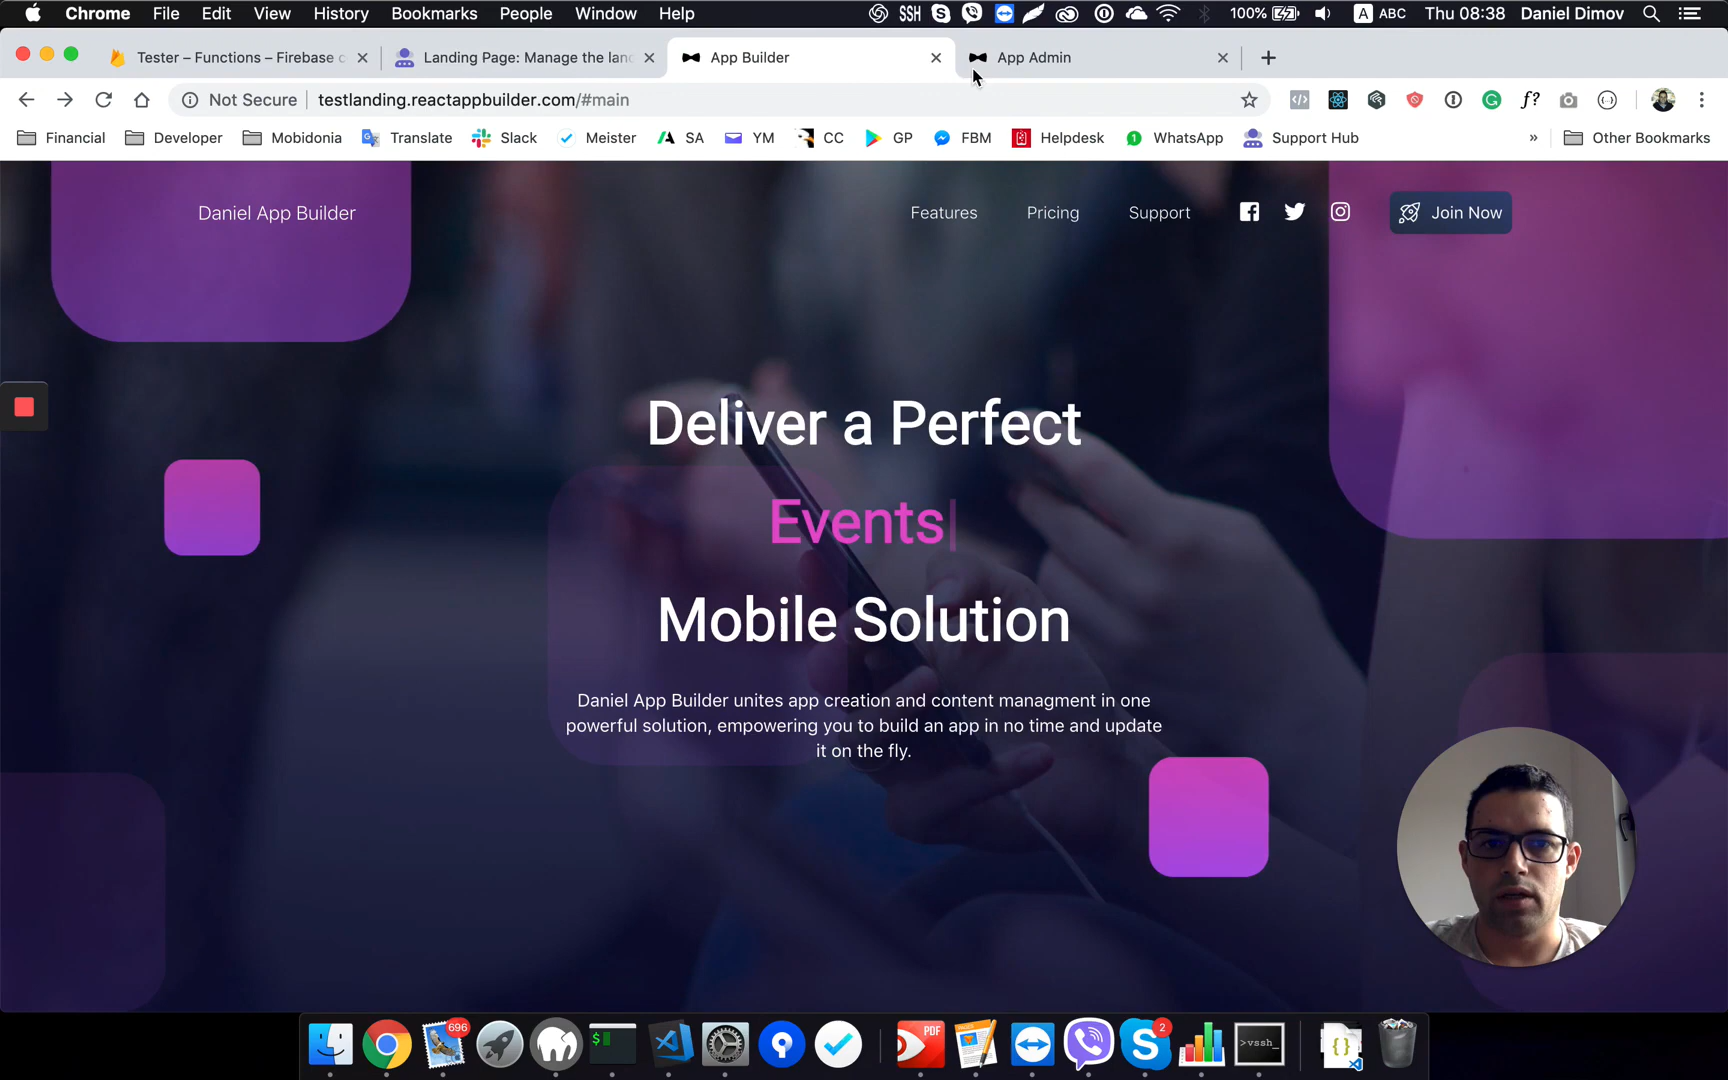 Chrome File Edit View History Bookmarks People Window Help SSH 100% A ABC Thu 08:38 Daniel Dimov
Tester – Functions – Firebase c Landing Page: Manage the lan App Builder App Admin
Not Secure testlanding.reactappbuilder.com/#main f?
Financial Developer Mobidonia Translate Slack Meister SA YM CC GP FBM Helpdesk WhatsApp Support Hub » Other Bookmarks
Daniel App Builder Features Pricing Support Join Now
Deliver a Perfect
Events
Mobile Solution
Daniel App Builder unites app creation and content managment in one
powerful solution, empowering you to build an app in no time and update
it on the fly.
696 $ PDF 2 >vssh_ { }